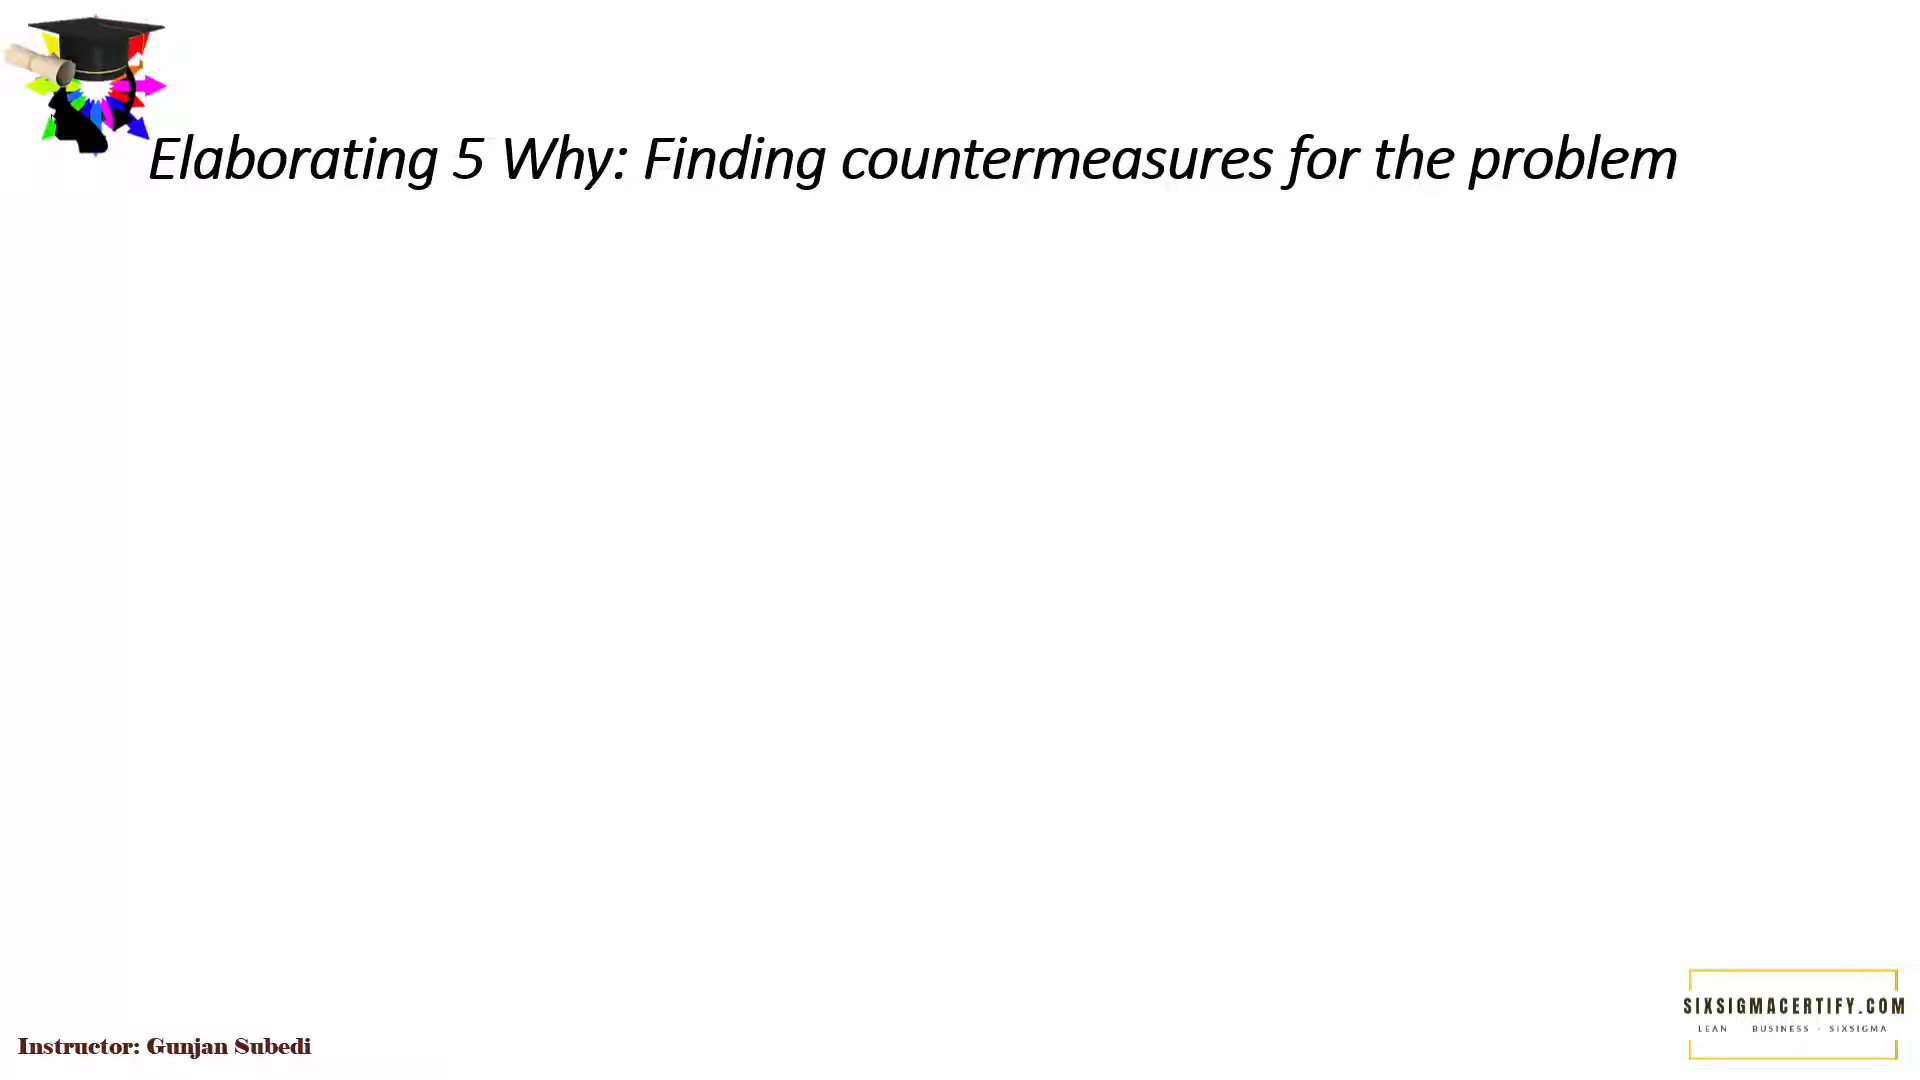 Elaborating 5 Why: Finding countermeasures for the problem
SIXSIGMACERTIFY.COM
LEAN BUSINESS - SIXSIGMA
Instructor: Gunjan Subedi